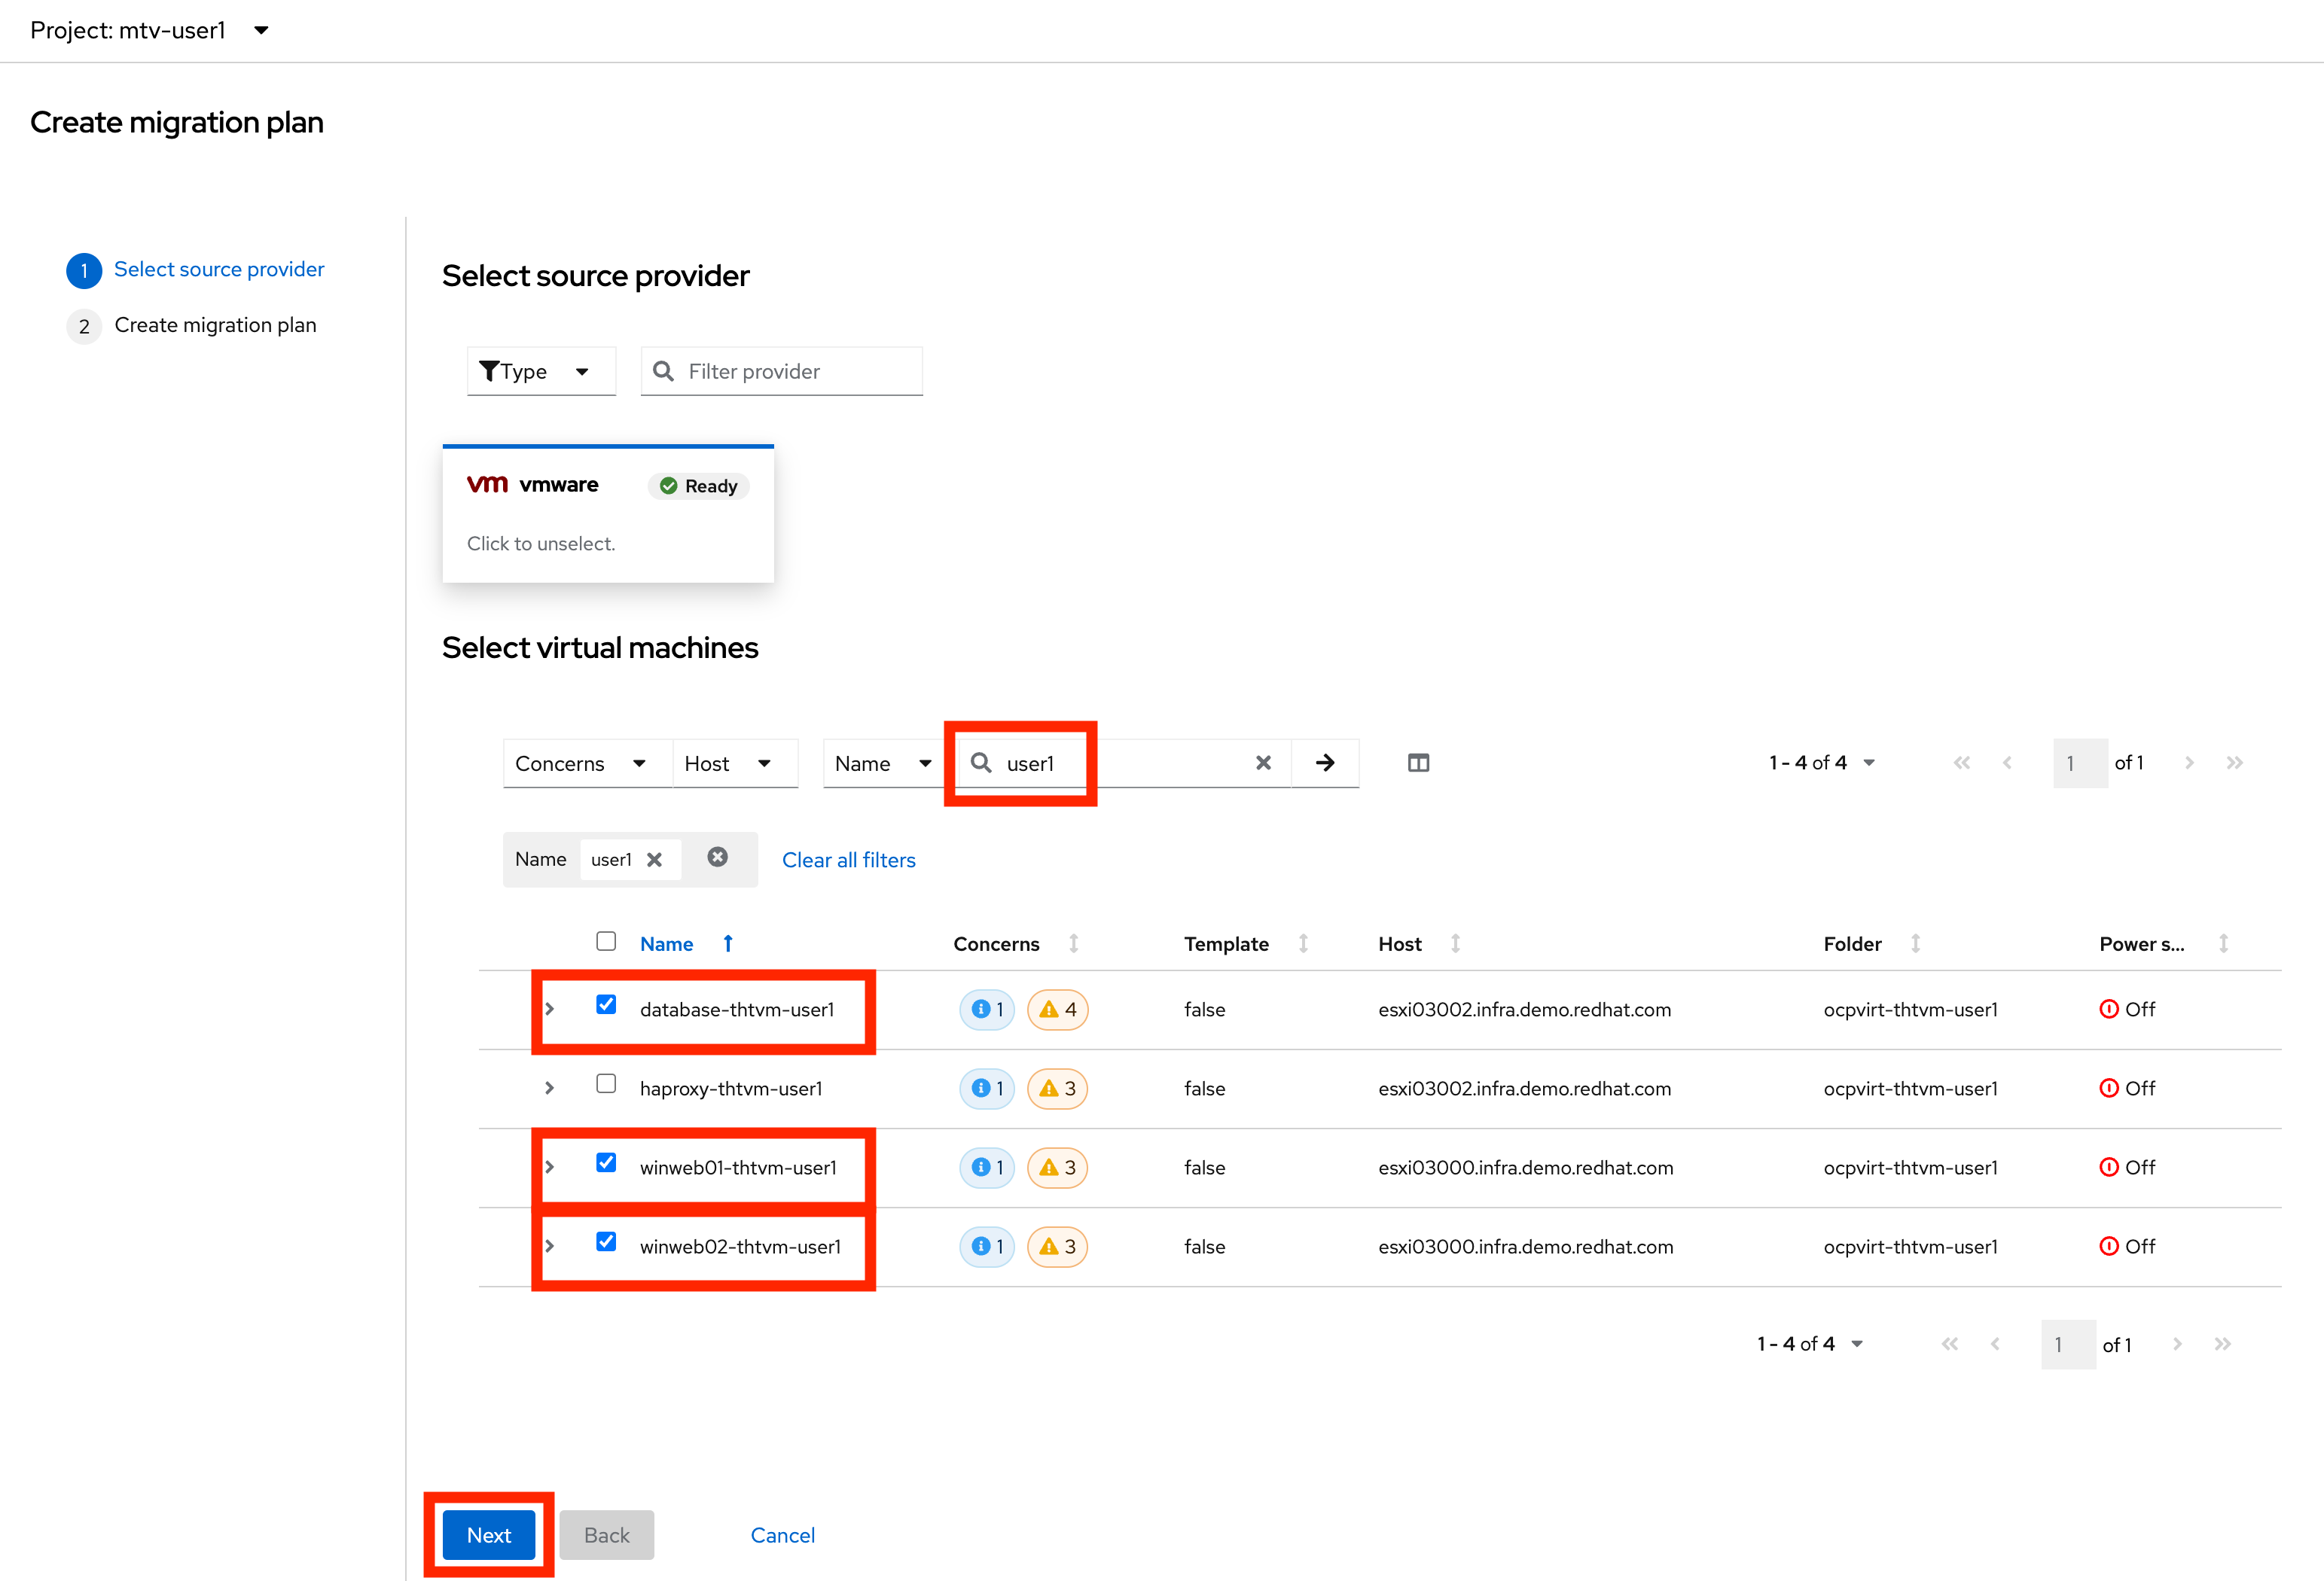 Project: mtv-user1
Create migration plan
1 Select source provider
2 Create migration plan
Select source provider
Type Filter provider
vm vmware Ready
Click to unselect.
Select virtual machines
Concerns Host Name user1 1 - 4 of 4 1 of 1
Name user1 Clear all filters
Name Concerns Template Host Folder Power s...
database-thtvm-user1 1 4 false esxi03002.infra.demo.redhat.com ocpvirt-thtvm-user1 Off
haproxy-thtvm-user1 1 3 false esxi03002.infra.demo.redhat.com ocpvirt-thtvm-user1 Off
winweb01-thtvm-user1 1 3 false esxi03000.infra.demo.redhat.com ocpvirt-thtvm-user1 Off
winweb02-thtvm-user1 1 3 false esxi03000.infra.demo.redhat.com ocpvirt-thtvm-user1 Off
1 - 4 of 4 1 of 1
Next Back Cancel